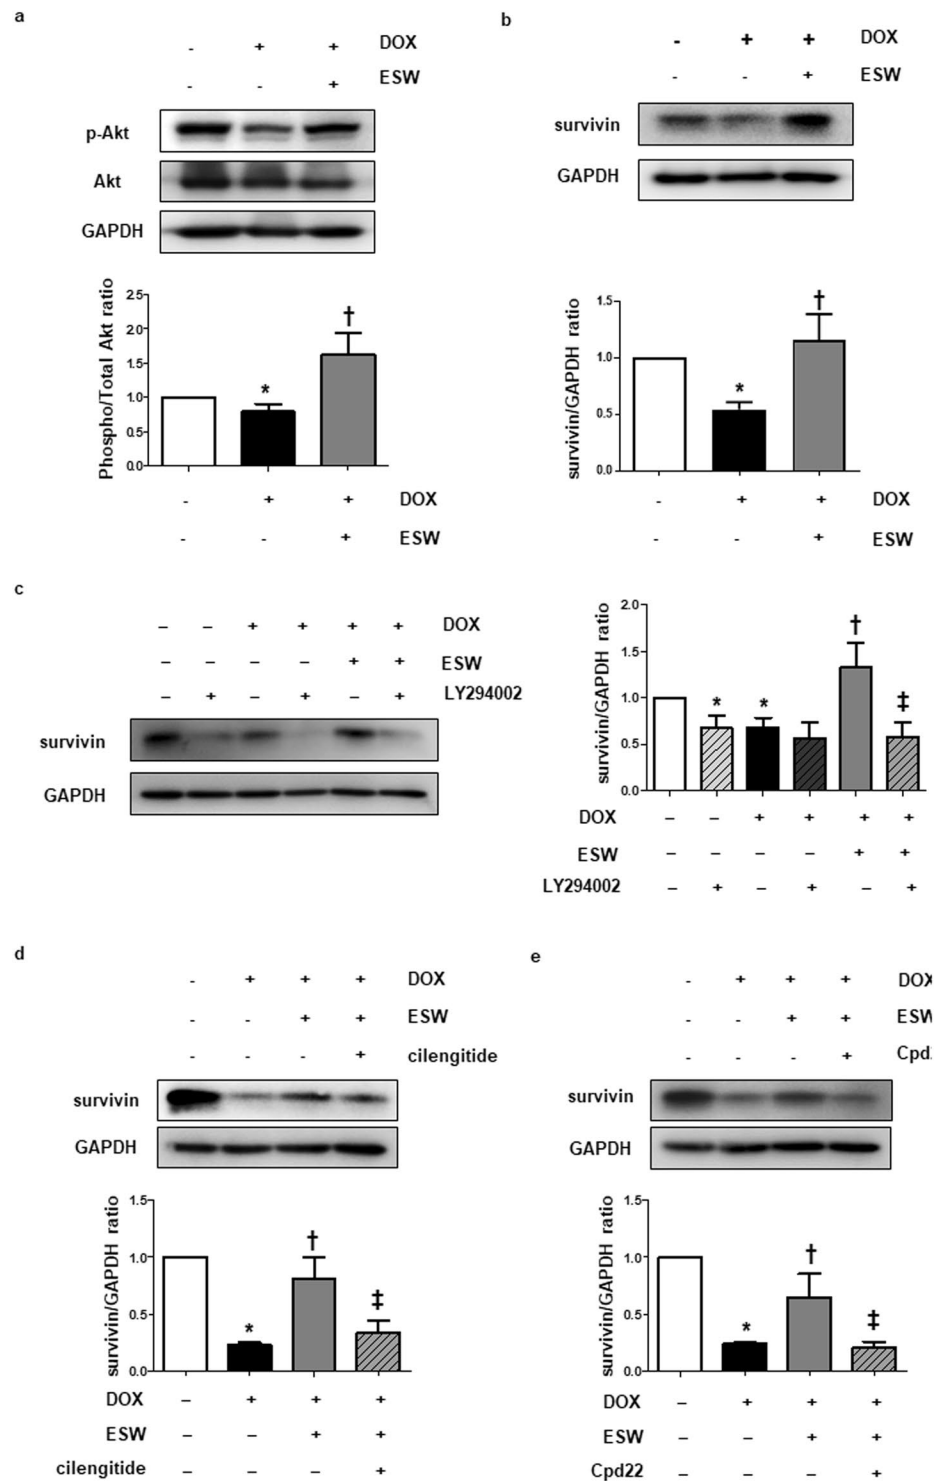 a
- + + DOX
- - + ESW
p-Akt
Akt
GAPDH
Phospho/Total Akt ratio
25
2.0
1.5
1.0
0.5
0.0
*
†
- + + DOX
- - + ESW
b
- + + DOX
- - + ESW
survivin
GAPDH
survivin/GAPDH ratio
1.5
1.0
0.5
0.0
*
†
- + + DOX
- - + ESW
c
– – + + + + DOX
– – – – + + ESW
– + – + – + LY294002
survivin
GAPDH
survivin/GAPDH ratio
2.0
1.5
1.0
0.5
0.0
*
*
†
‡
DOX – – + + + +
ESW – – – – + +
LY294002 – + – + – +
d
- + + + DOX
- - + + ESW
- - - + cilengitide
survivin
GAPDH
survivin/GAPDH ratio
1.5
1.0
0.5
0.0
*
†
‡
DOX – + + +
ESW – – + +
cilengitide – – – +
e
- + + + DOX
- - + + ESW
- - - + Cpd
survivin
GAPDH
survivin/GAPDH ratio
1.5
1.0
0.5
0.0
*
†
‡
DOX – + + +
ESW – – + +
Cpd22 – – – +